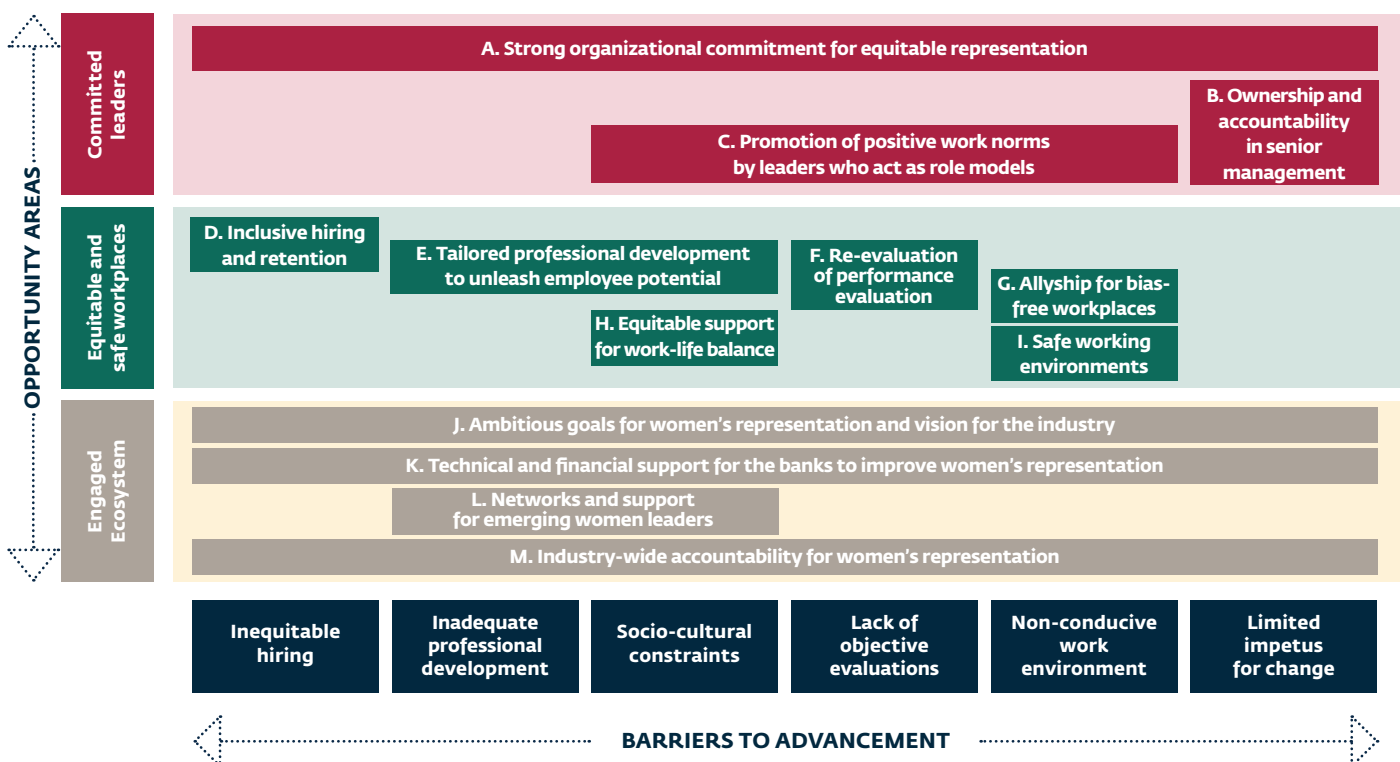 OPPORTUNITY AREAS
Committed
leaders
A. Strong organizational commitment for equitable representation
B. Ownership and
accountability
in senior
management
C. Promotion of positive work norms
by leaders who act as role models
Equitable and
safe workplaces
D. Inclusive hiring
and retention
E. Tailored professional development
to unleash employee potential
F. Re-evaluation
of performance
evaluation
G. Allyship for bias-
free workplaces
H. Equitable support
for work-life balance
I. Safe working
environments
Engaged
Ecosystem
J. Ambitious goals for women's representation and vision for the industry
K. Technical and financial support for the banks to improve women's representation
L. Networks and support
for emerging women leaders
M. Industry-wide accountability for women's representation
Inequitable
hiring
Inadequate
professional
development
Socio-cultural
constraints
Lack of
objective
evaluations
Non-conducive
work
environment
Limited
impetus
for change
BARRIERS TO ADVANCEMENT